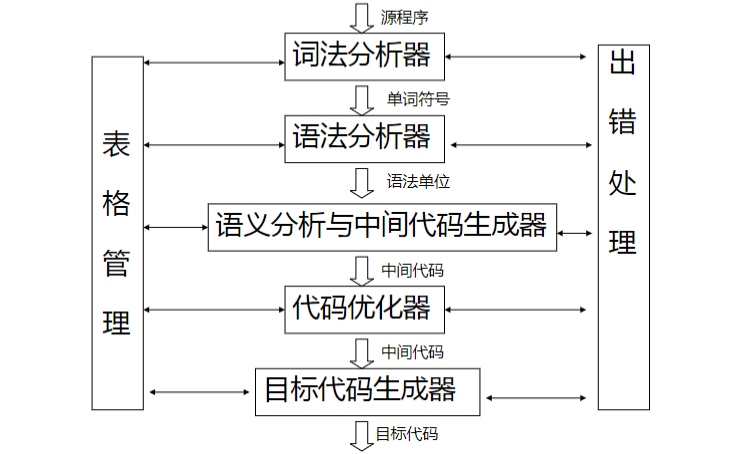 源程序
词法分析器
单词符号
语法分析器
语法单位
语义分析与中间代码生成器
中间代码
代码优化器
中间代码
目标代码生成器
目标代码
表
格
管
理
出
错
处
理